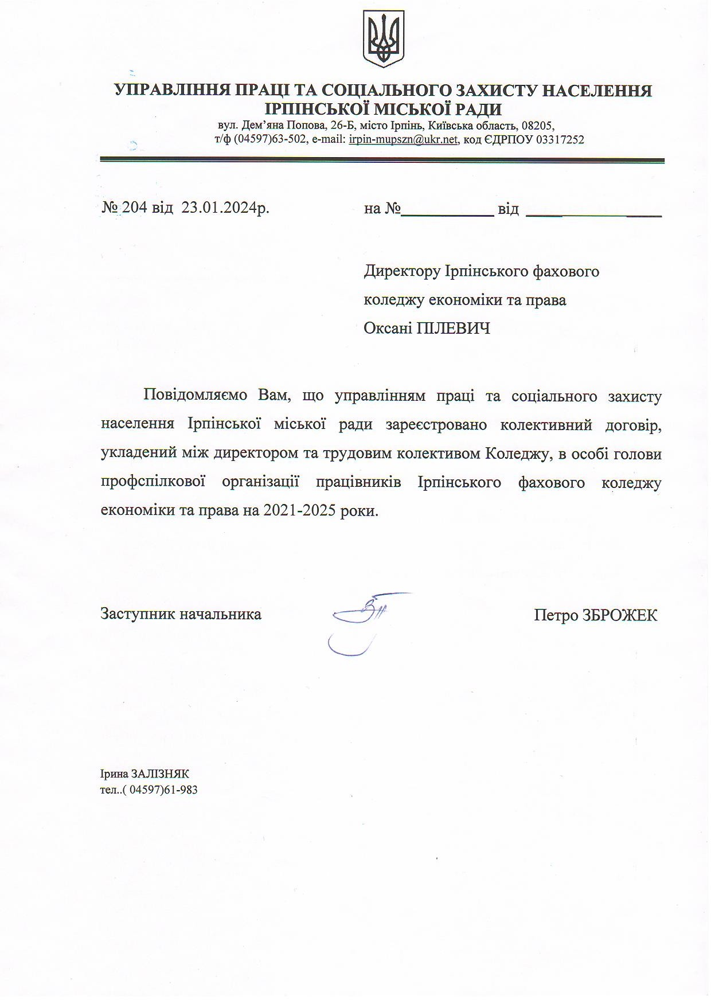 УПРАВЛІННЯ ПРАЦІ ТА СОЦІАЛЬНОГО ЗАХИСТУ НАСЕЛЕННЯ
ІРПІНСЬКОЇ МІСЬКОЇ РАДИ
вул. Дем’яна Попова, 26-Б, місто Ірпінь, Київська область, 08205,
т/ф (04597)63-502, e-mail: irpin-mupszn@ukr.net, код ЄДРПОУ 03317252
№ 204 від 23.01.2024р. на №____________ від __________________
Директору Ірпінського фахового
коледжу економіки та права
Оксані ПІЛЕВИЧ
Повідомляємо Вам, що управлінням праці та соціального захисту
населення Ірпінської міської ради зареєстровано колективний договір,
укладений між директором та трудовим колективом Коледжу, в особі голови
профспілкової організації працівників Ірпінського фахового коледжу
економіки та права на 2021-2025 роки.
Заступник начальника Петро ЗБРОЖЕК
Ірина ЗАЛІЗНЯК
тел..( 04597)61-983